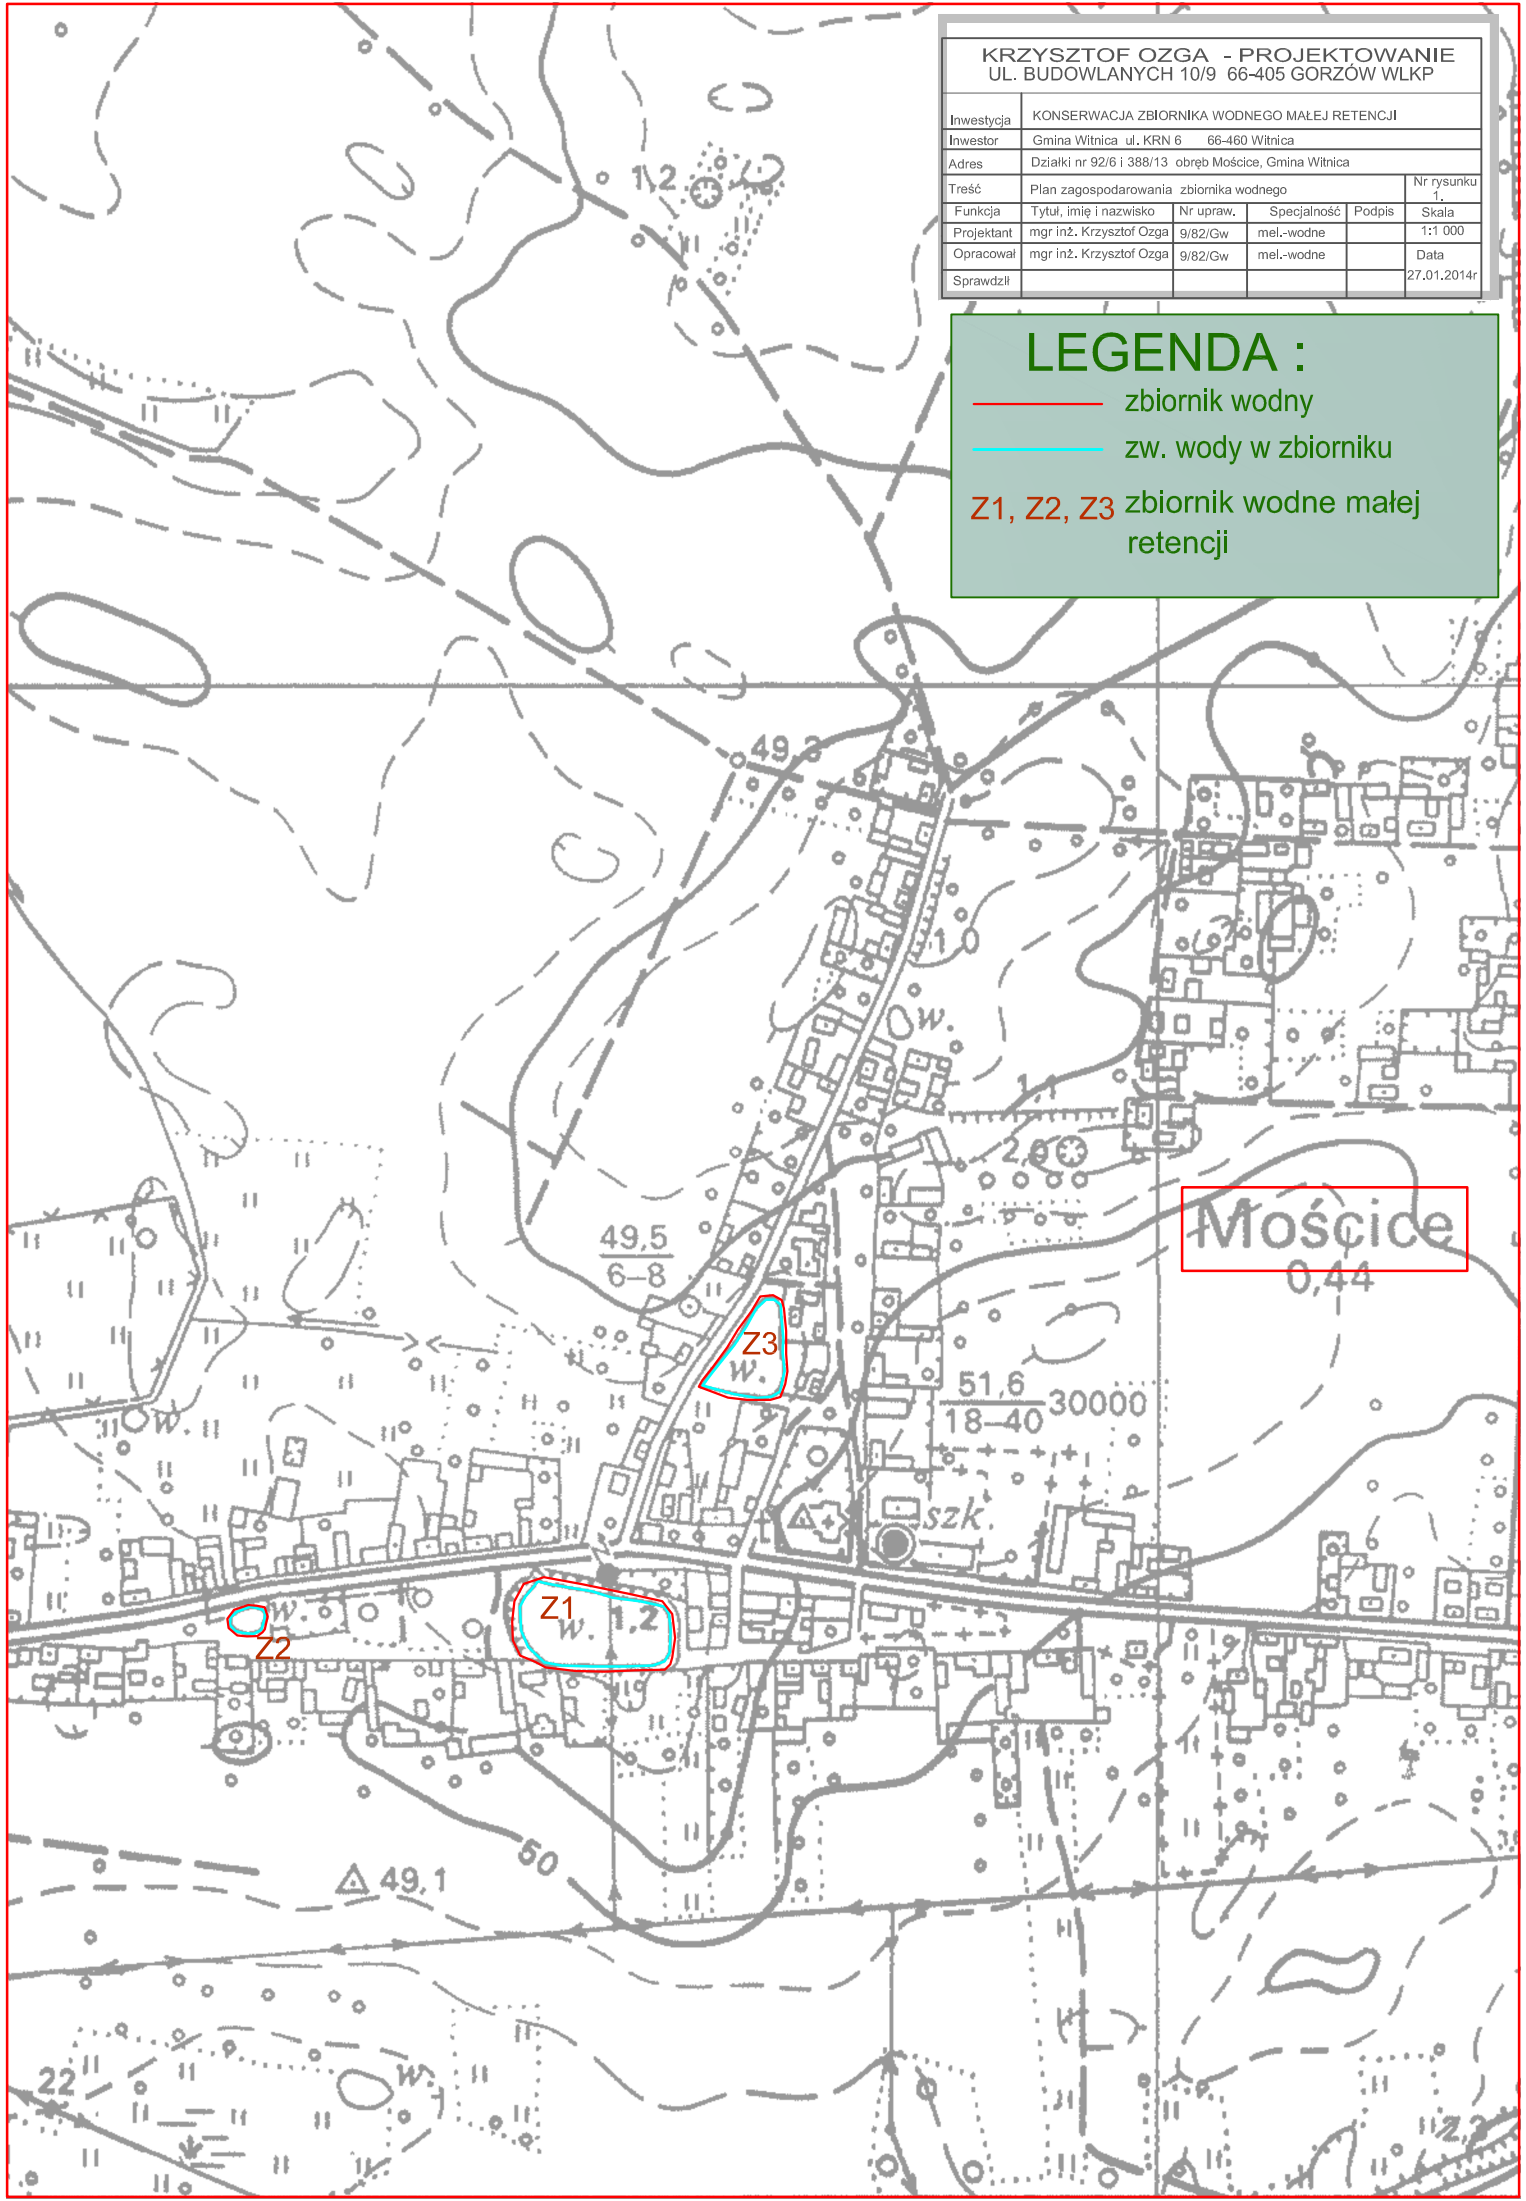 KRZYSZTOF OZGA - PROJEKTOWANIE
UL. BUDOWLANYCH 10/9 66-405 GORZÓW WLKP
Inwestycja KONSERWACJA ZBIORNIKA WODNEGO MAŁEJ RETENCJI
Inwestor Gmina Witnica ul. KRN 6 66-460 Witnica
Adres Działki nr 92/6 i 388/13 obręb Mościce, Gmina Witnica
Treść Plan zagospodarowania zbiornika wodnego Nr rysunku 1.
Funkcja Tytuł, imię i nazwisko Nr upraw. Specjalność Podpis Skala
Projektant mgr inż. Krzysztof Ozga 9/82/Gw mel.-wodne 1:1 000
Opracował mgr inż. Krzysztof Ozga 9/82/Gw mel.-wodne Data
Sprawdził 27.01.2014r
LEGENDA :
zbiornik wodny
zw. wody w zbiorniku
Z1, Z2, Z3 zbiornik wodne małej
retencji
1,2
49,3
1,0
w.
1,1
2,0
Mościce
0,44
49,5
6–8
Z3
w.
51,6
18–40
30000
w.
szk.
Z1
w. 1,2
w.
Z2
50
49,1
22
w.
2,3